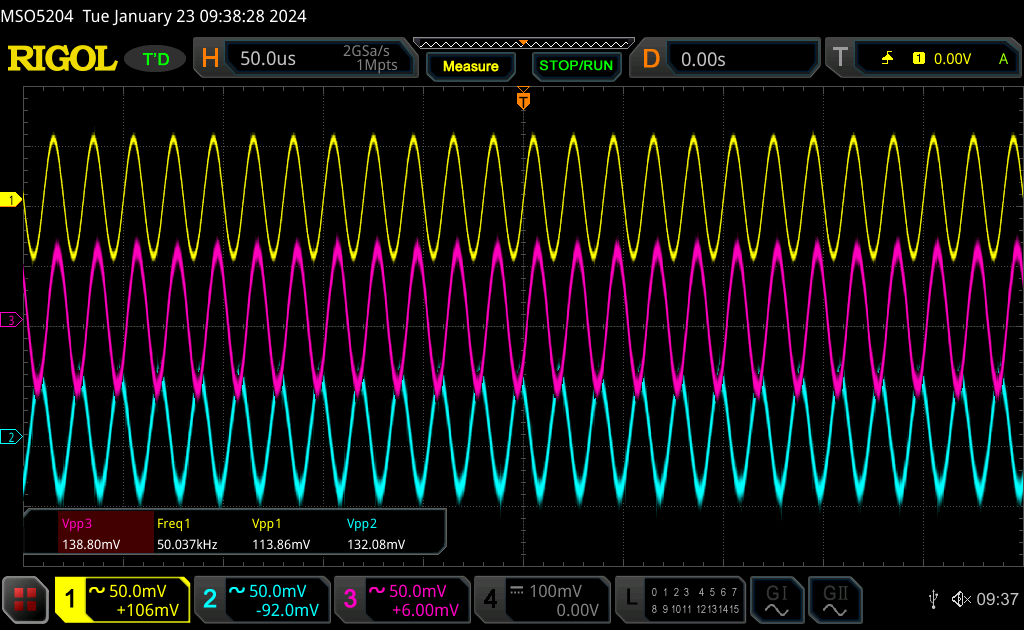 MSO5204 Tue January 23 09:38:28 2024
RIGOL T'D H 50.0us 2GSa/s 1Mpts Measure STOP/RUN D 0.00s T 1 0.00V A
T
1
3
2
Vpp3 Freq1 Vpp1 Vpp2
138.80mV 50.037kHz 113.86mV 132.08mV
1 50.0mV +106mV
2 50.0mV -92.0mV
3 50.0mV +6.00mV
4 100mV 0.00V
L 0 1 2 3 4 5 6 7
8 9 10 11 12 13 14 15
GI
GII
09:37